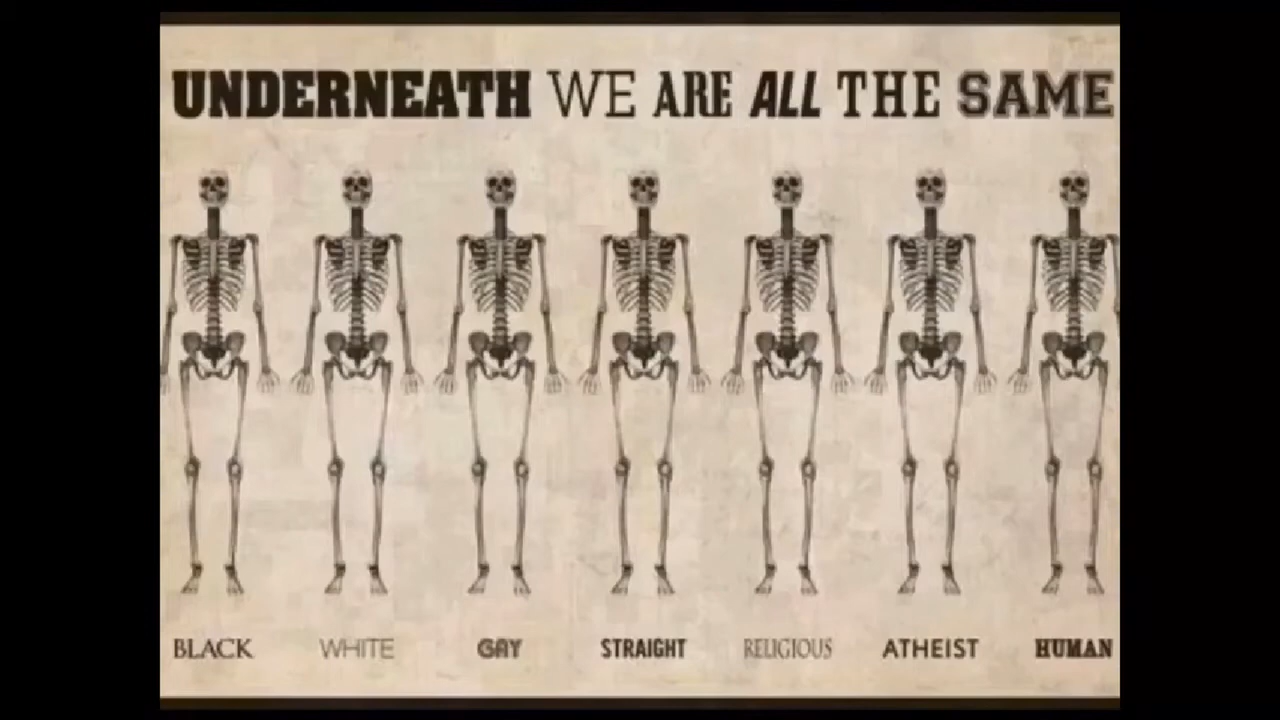 UNDERNEATH WE ARE ALL THE SAME
BLACK WHITE GAY STRAIGHT RELIGIOUS ATHEIST HUMAN